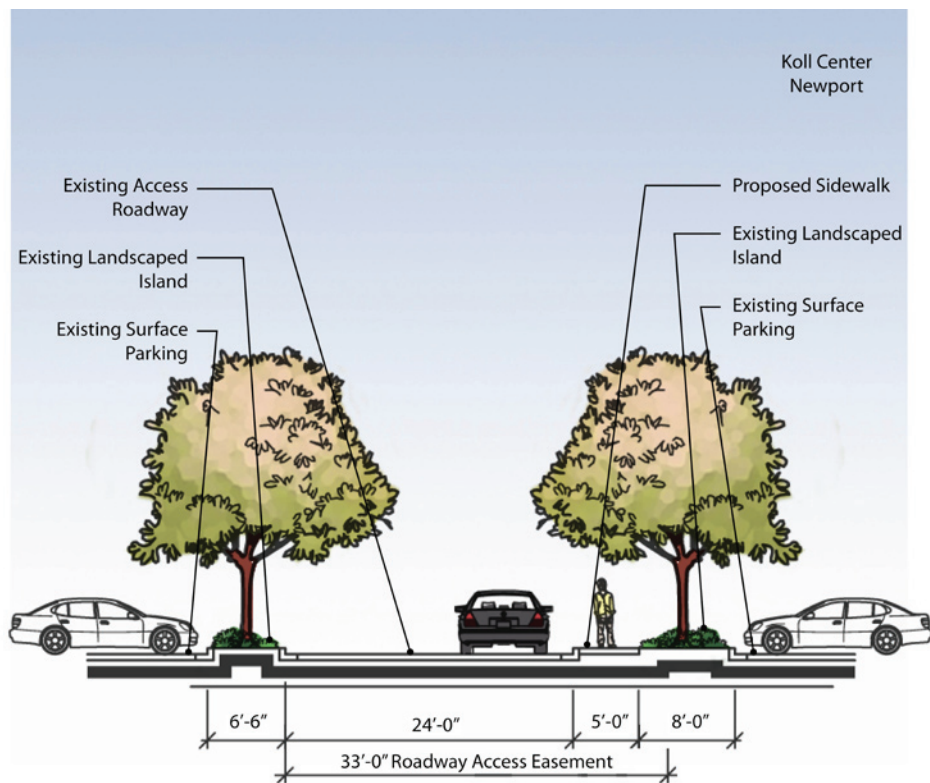 Koll Center
Newport
Existing Access
Roadway
Existing Landscaped
Island
Existing Surface
Parking
Proposed Sidewalk
Existing Landscaped
Island
Existing Surface
Parking
6'-6"
24'-0"
5'-0"
8'-0"
33'-0" Roadway Access Easement